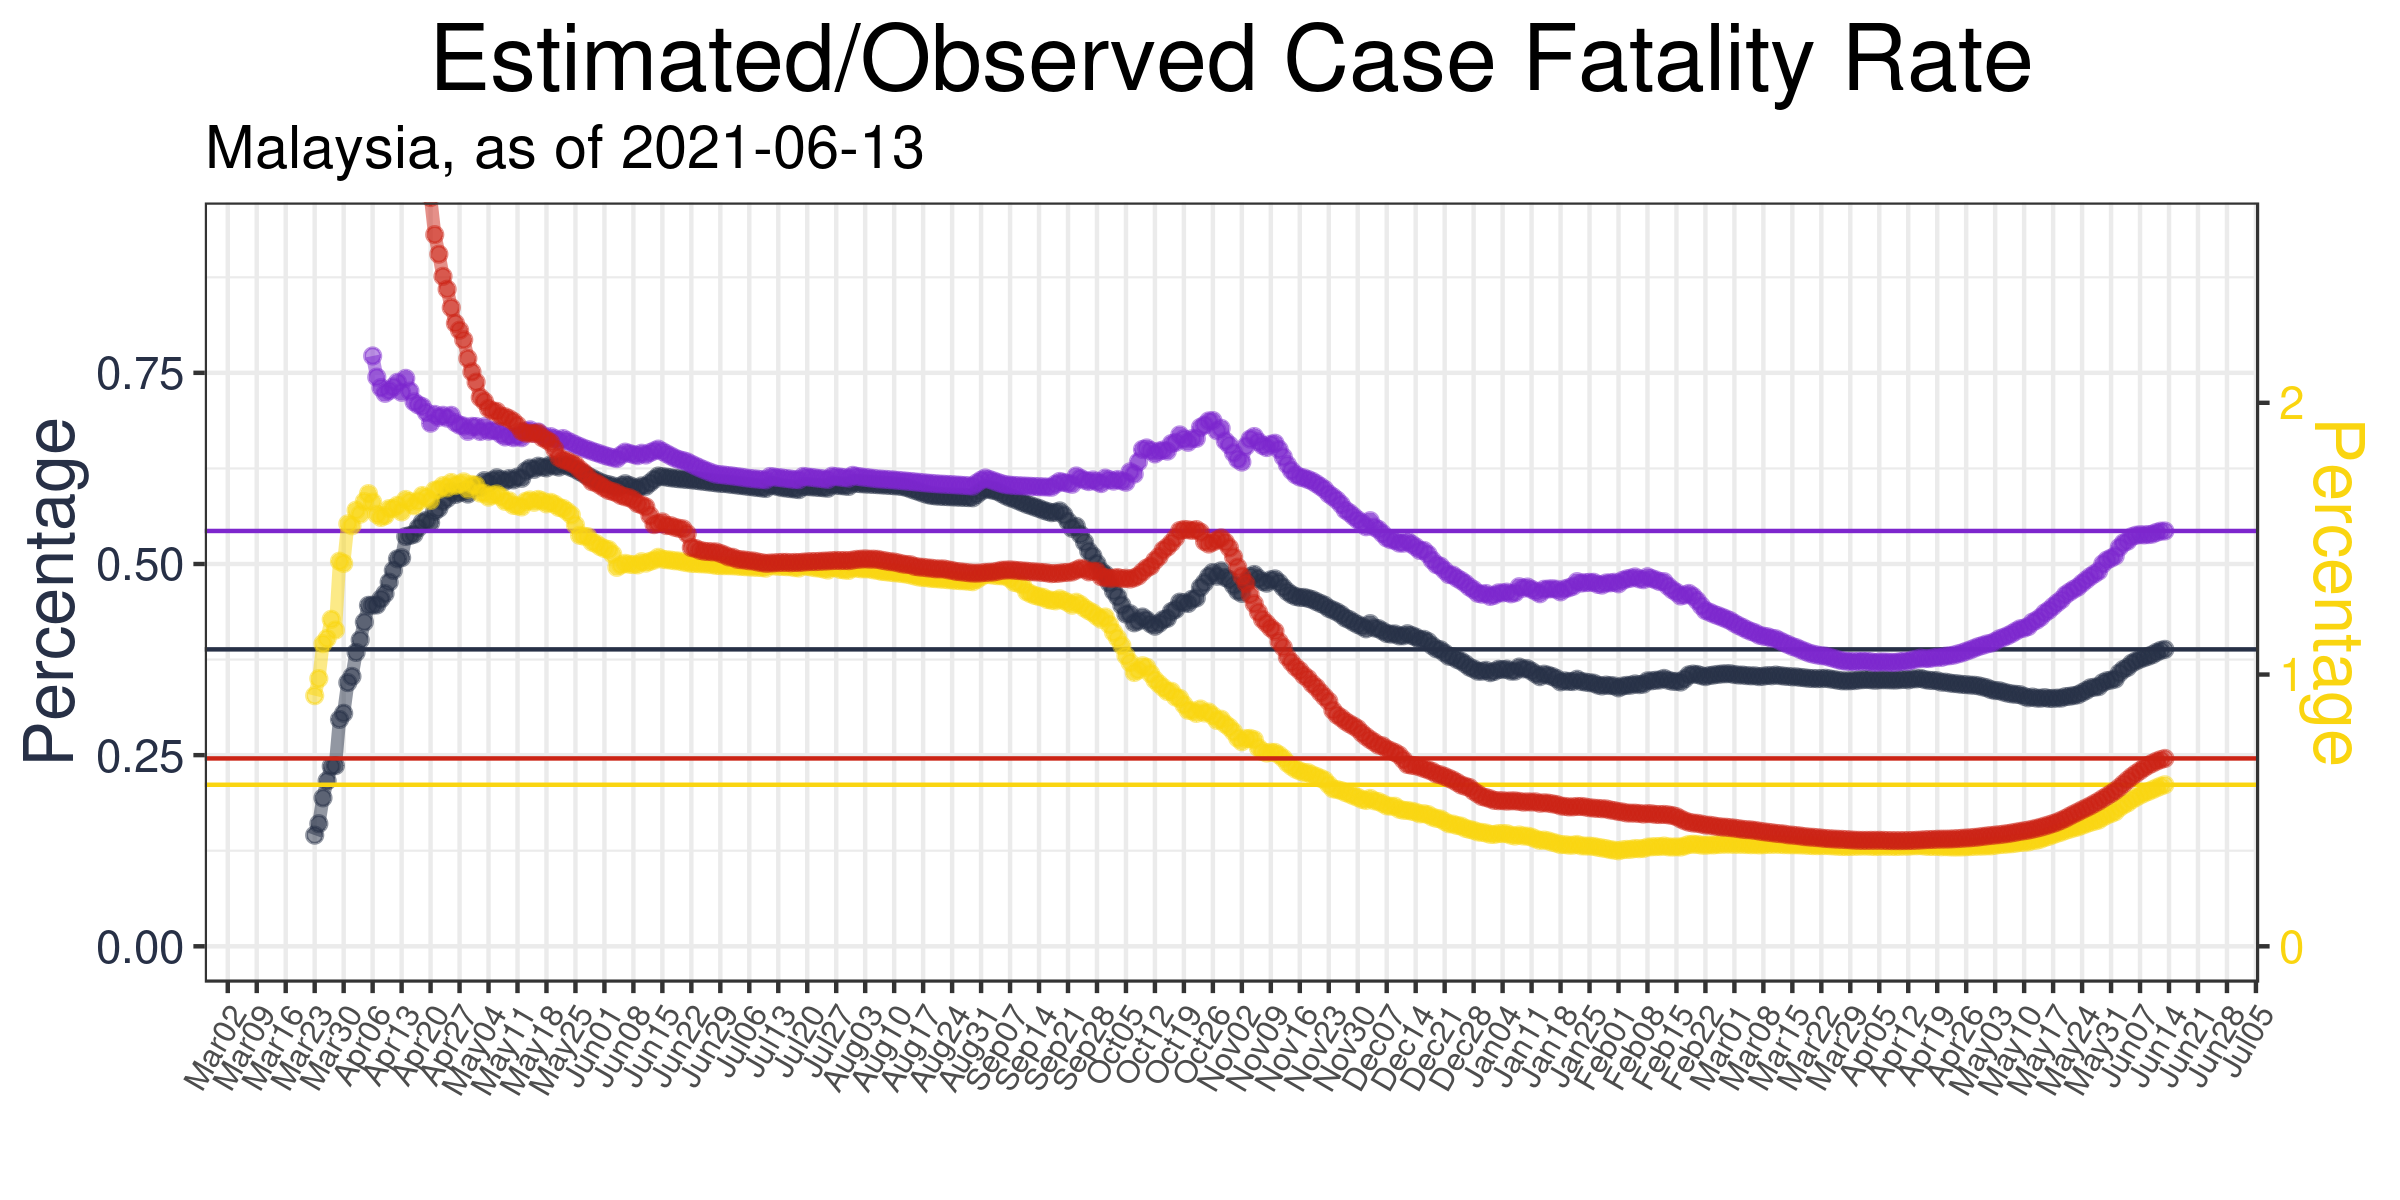 Estimated/Observed Case Fatality Rate
Malaysia, as of 2021-06-13
Percentage
0.75
0.50
0.25
0.00
2
1
0
Percentage
Mar02
Mar09
Mar16
Mar23
Mar30
Apr06
Apr13
Apr20
Apr27
May04
May11
May18
May25
Jun01
Jun08
Jun15
Jun22
Jun29
Jul06
Jul13
Jul20
Jul27
Aug03
Aug10
Aug17
Aug24
Aug31
Sep07
Sep14
Sep21
Sep28
Oct05
Oct12
Oct19
Oct26
Nov02
Nov09
Nov16
Nov23
Nov30
Dec07
Dec14
Dec21
Dec28
Jan04
Jan11
Jan18
Jan25
Feb01
Feb08
Feb15
Feb22
Mar01
Mar08
Mar15
Mar22
Mar29
Apr05
Apr12
Apr19
Apr26
May03
May10
May17
May24
May31
Jun07
Jun14
Jun21
Jun28
Jul05